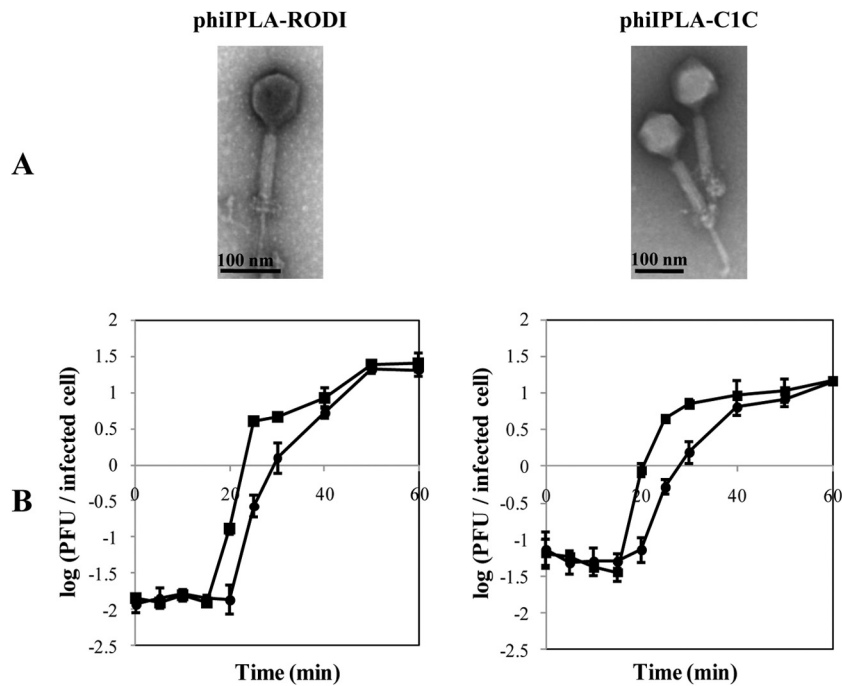 phiIPLA-RODI
phiIPLA-C1C
A
100 nm
100 nm
B
log (PFU / infected cell)
2
1.5
1
0.5
0
-0.5
-1
-1.5
-2
-2.5
0
20
40
60
Time (min)
log (PFU / infected cell)
2
1.5
1
0.5
0
-0.5
-1
-1.5
-2
-2.5
0
20
40
60
Time (min)